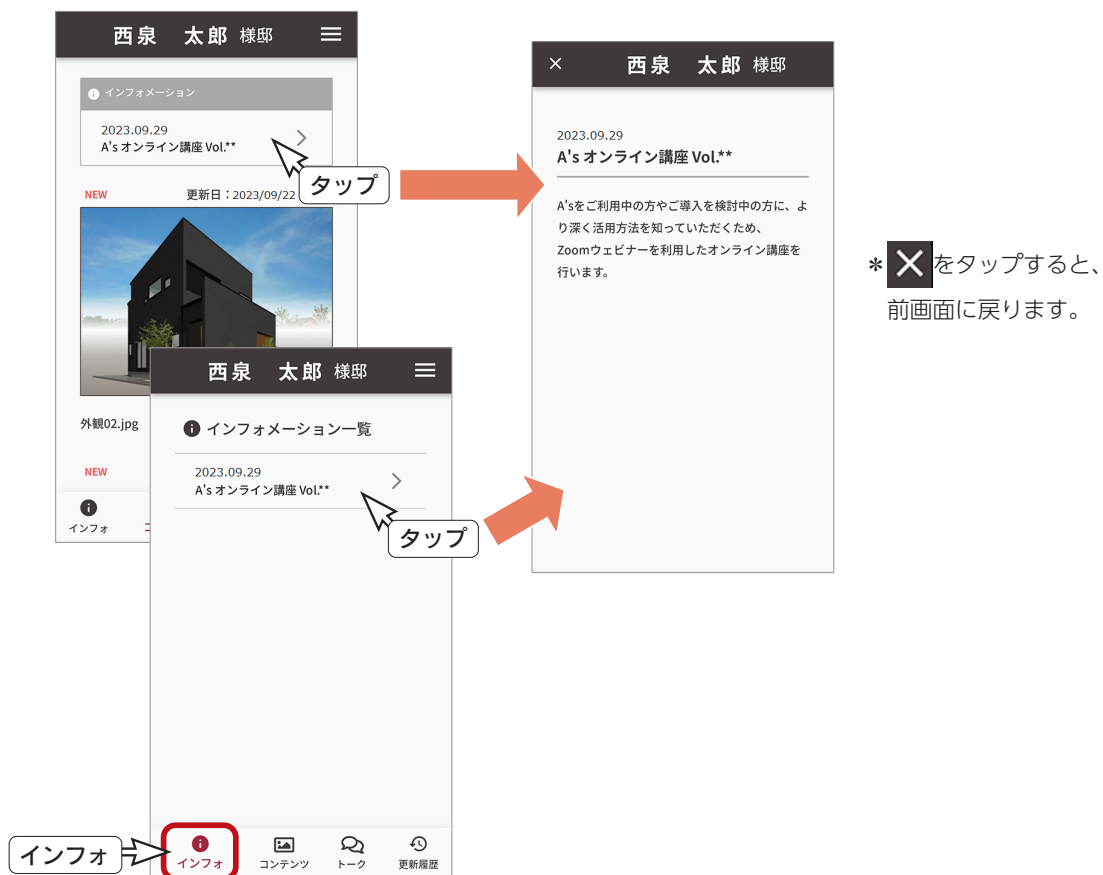 西泉 太郎 様邸
インフォメーション
2023.09.29
A's オンライン講座 Vol.**
タップ
NEW
更新日：2023/09/22
外観02.jpg
NEW
インフォ
西泉 太郎 様邸
インフォメーション一覧
2023.09.29
A's オンライン講座 Vol.**
タップ
インフォ
インフォ
コンテンツ
トーク
更新履歴
× 西泉 太郎 様邸
2023.09.29
A's オンライン講座 Vol.**
A'sをご利用中の方やご導入を検討中の方に、よ
り深く活用方法を知っていただくため、
Zoomウェビナーを利用したオンライン講座を
行います。
＊×をタップすると、
前画面に戻ります。